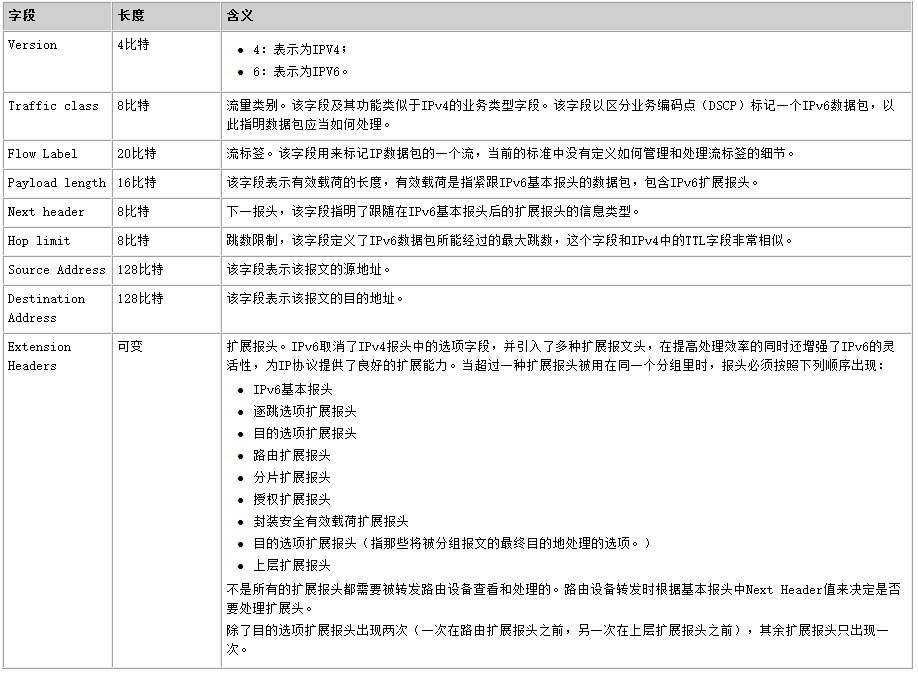 字段 长度 含义
Version 4比特
● 4：表示为IPV4；
● 6：表示为IPV6。
Traffic class 8比特 流量类别。该字段及其功能类似于IPv4的业务类型字段。该字段以区分业务编码点（DSCP）标记一个IPv6数据包，以
此指明数据包应当如何处理。
Flow Label 20比特 流标签。该字段用来标记IP数据包的一个流，当前的标准中没有定义如何管理和处理流标签的细节。
Payload length 16比特 该字段表示有效载荷的长度，有效载荷是指紧跟IPv6基本报头的数据包，包含IPv6扩展报头。
Next header 8比特 下一报头，该字段指明了跟随在IPv6基本报头后的扩展报头的信息类型。
Hop limit 8比特 跳数限制，该字段定义了IPv6数据包所能经过的最大跳数，这个字段和IPv4中的TTL字段非常相似。
Source Address 128比特 该字段表示该报文的源地址。
Destination 128比特 该字段表示该报文的目的地址。
Address
Extension 可变 扩展报头。IPv6取消了IPv4报头中的选项字段，并引入了多种扩展报文头，在提高处理效率的同时还增强了IPv6的灵
Headers 活性，为IP协议提供了良好的扩展能力。当超过一种扩展报头被用在同一个分组里时，报头必须按照下列顺序出现：
● IPv6基本报头
● 逐跳选项扩展报头
● 目的选项扩展报头
● 路由扩展报头
● 分片扩展报头
● 授权扩展报头
● 封装安全有效载荷扩展报头
● 目的选项扩展报头（指那些将被分组报文的最终目的地处理的选项。）
● 上层扩展报头
不是所有的扩展报头都需要被转发路由设备查看和处理的。路由设备转发时根据基本报头中Next Header值来决定是否
要处理扩展头。
除了目的选项扩展报头出现两次（一次在路由扩展报头之前，另一次在上层扩展报头之前），其余扩展报头只出现一
次。